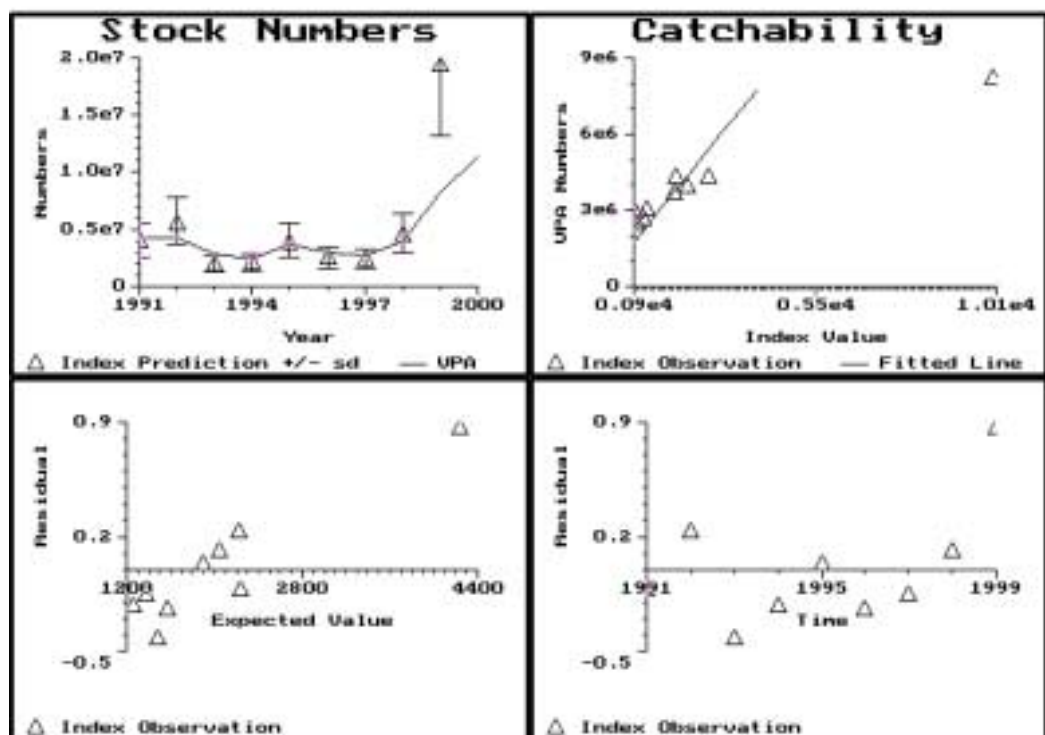 Stock Numbers
2.0e7
1.5e7
1.0e7
0.5e7
0
Numbers
1991 1994 1997 2000
Year
Index Prediction +/- sd VPA
Catchability
9e6
6e6
3e6
0
VPA Numbers
0.09e4 0.55e4 1.01e4
Index Value
Index Observation Fitted Line
0.9
0.2
-0.5
Residual
1200 2800 4400
Expected Value
Index Observation
0.9
0.2
-0.5
Residual
1991 1995 1999
Time
Index Observation